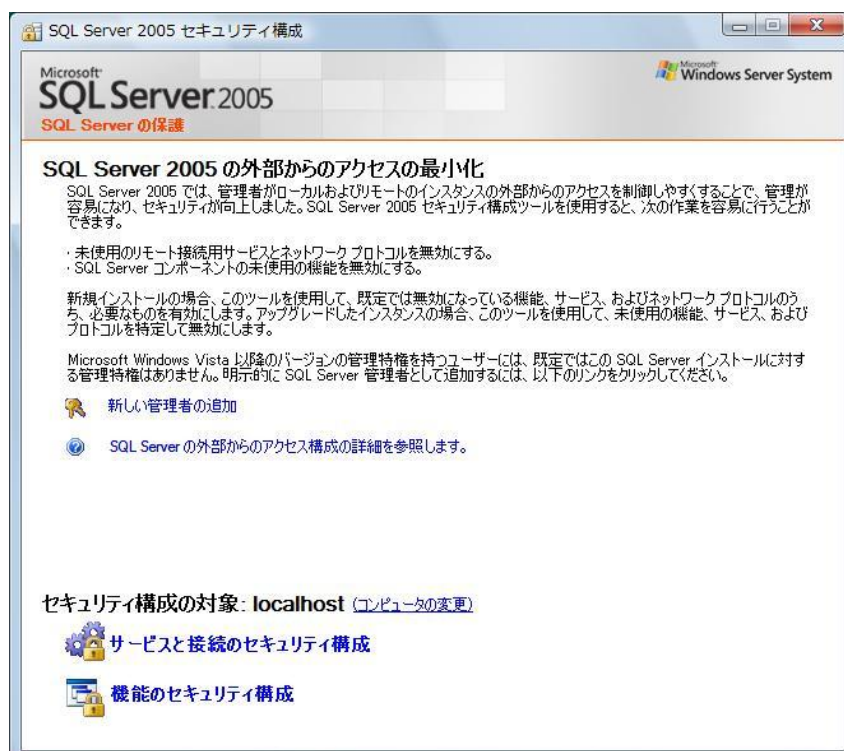 SQL Server 2005 セキュリティ構成
Microsoft
SQL Server 2005
Microsoft
Windows Server System
SQL Server の保護
SQL Server 2005 の外部からのアクセスの最小化
SQL Server 2005 では、管理者がローカルおよびリモートのインスタンスの外部からのアクセスを制御しやすくすることで、管理が
容易になり、セキュリティが向上しました。SQL Server 2005 セキュリティ構成ツールを使用すると、次の作業を容易に行うことが
できます。
・未使用のリモート接続用サービスとネットワーク プロトコルを無効にする。
・SQL Server コンポーネントの未使用の機能を無効にする。
新規インストールの場合、このツールを使用して、既定では無効になっている機能、サービス、およびネットワーク プロトコルのう
ち、必要なものを有効にします。アップグレードしたインスタンスの場合、このツールを使用して、未使用の機能、サービス、および
プロトコルを特定して無効にします。
Microsoft Windows Vista 以降のバージョンの管理特権を持つユーザーには、既定ではこの SQL Server インストールに対す
る管理特権はありません。明示的に SQL Server 管理者として追加するには、以下のリンクをクリックしてください。
新しい管理者の追加
SQL Server の外部からのアクセス構成の詳細を参照します。
セキュリティ構成の対象: localhost (コンピュータの変更)
サービスと接続のセキュリティ構成
機能のセキュリティ構成